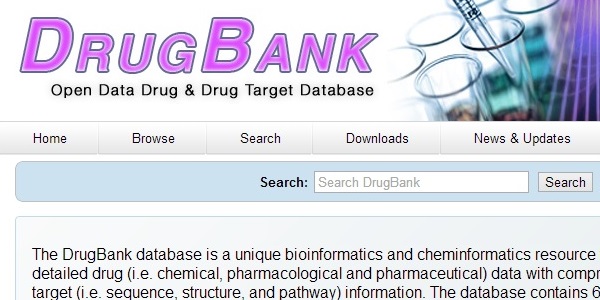 DRUGBANK
Open Data Drug & Drug Target Database
Home Browse Search Downloads News & Updates
Search: Search DrugBank Search
The DrugBank database is a unique bioinformatics and cheminformatics resource
detailed drug (i.e. chemical, pharmacological and pharmaceutical) data with
target (i.e. sequence, structure, and pathway) information. The database contains